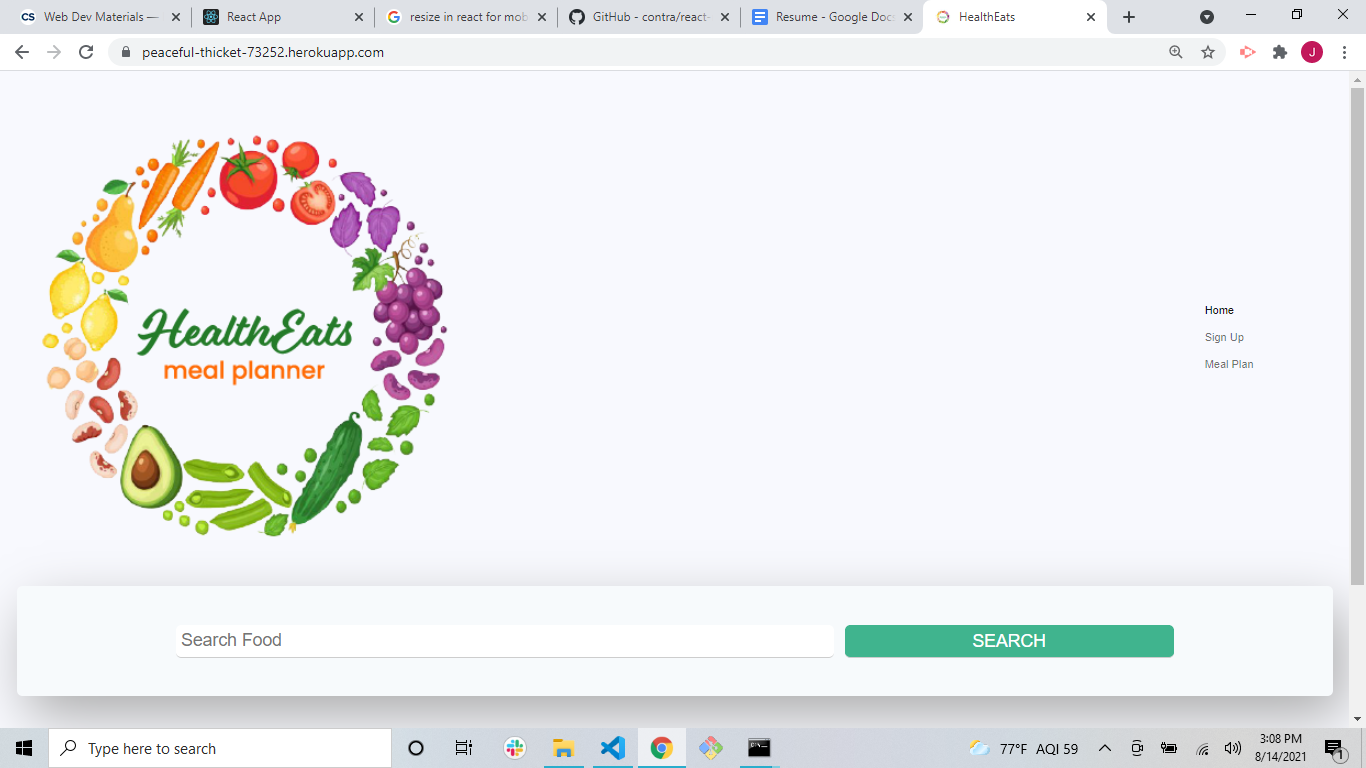 CS Web Dev Materials —
React App
resize in react for mob
GitHub - contra/react-
Resume - Google Docs
HealthEats
peaceful-thicket-73252.herokuapp.com
J
HealthEats
meal planner
Home
Sign Up
Meal Plan
Search Food
SEARCH
Type here to search
77°F AQI 59
3:08 PM
8/14/2021
1